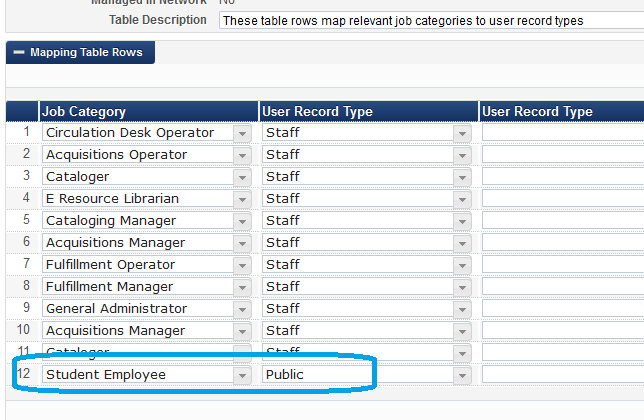 Managed in Network No
Table Description These table rows map relevant job categories to user record types
Mapping Table Rows
Job Category User Record Type User Record Type
1 Circulation Desk Operator Staff
2 Acquisitions Operator Staff
3 Cataloger Staff
4 E Resource Librarian Staff
5 Cataloging Manager Staff
6 Acquisitions Manager Staff
7 Fulfillment Operator Staff
8 Fulfillment Manager Staff
9 General Administrator Staff
10 Acquisitions Manager Staff
11 Cataloger Staff
12 Student Employee Public